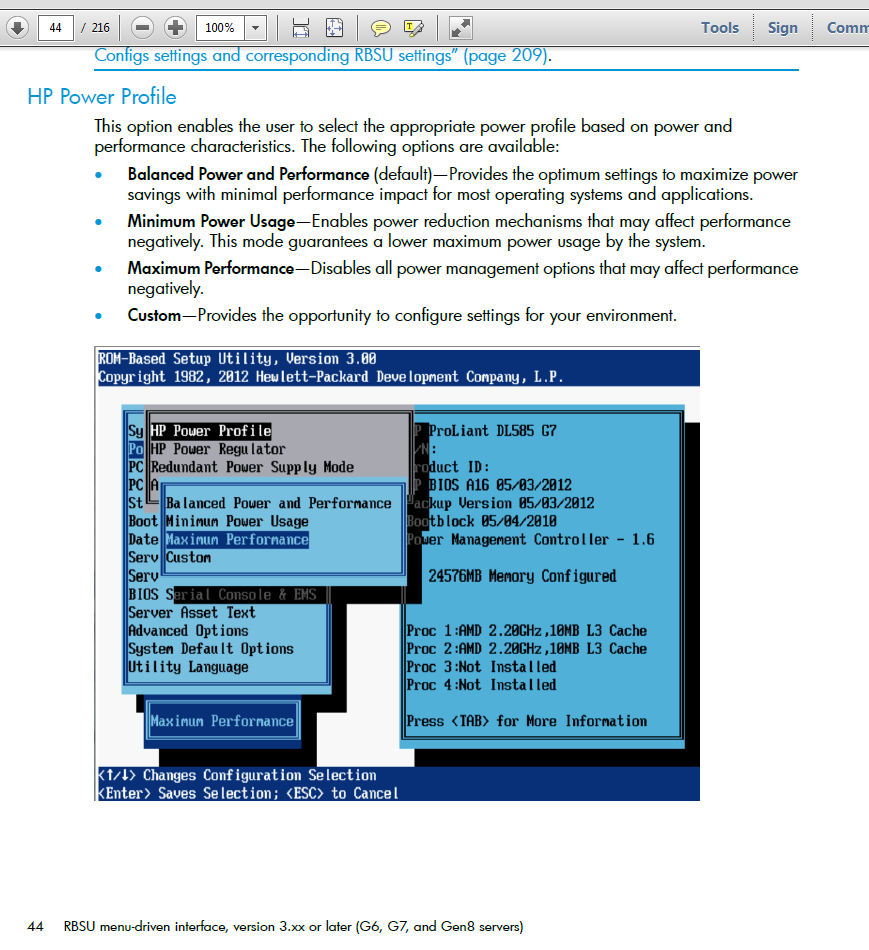 44 / 216 100% Tools Sign Comm
Configs settings and corresponding RBSU settings” (page 209).
HP Power Profile
This option enables the user to select the appropriate power profile based on power and
performance characteristics. The following options are available:
• Balanced Power and Performance (default)—Provides the optimum settings to maximize power
savings with minimal performance impact for most operating systems and applications.
• Minimum Power Usage—Enables power reduction mechanisms that may affect performance
negatively. This mode guarantees a lower maximum power usage by the system.
• Maximum Performance—Disables all power management options that may affect performance
negatively.
• Custom—Provides the opportunity to configure settings for your environment.
ROM-Based Setup Utility, Version 3.00
Copyright 1982, 2012 Hewlett-Packard Development Company, L.P.
Sy
Po
PC
PC
St
Boot
Date
Serv
Serv
BIOS Serial Console & EMS
Server Asset Text
Advanced Options
System Default Options
Utility Language
HP Power Profile
HP Power Regulator
Redundant Power Supply Mode
A
Balanced Power and Performance
Minimum Power Usage
Maximum Performance
Custom
Maximum Performance
P ProLiant DL585 G7
/N:
roduct ID:
P BIOS A16 05/03/2012
ackup Version 05/03/2012
Bootblock 05/04/2010
Power Management Controller - 1.6
24576MB Memory Configured
Proc 1:AMD 2.20GHz,10MB L3 Cache
Proc 2:AMD 2.20GHz,10MB L3 Cache
Proc 3:Not Installed
Proc 4:Not Installed
Press <TAB> for More Information
<↑/↓> Changes Configuration Selection
<Enter> Saves Selection; <ESC> to Cancel
44 RBSU menu-driven interface, version 3.xx or later (G6, G7, and Gen8 servers)